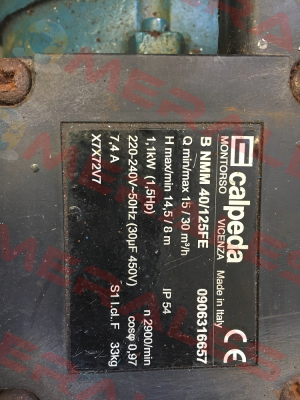 calpeda
MONTORSO VICENZA Made in Italy
CE
B NMM 40/125FE 0906316657
Q min/max 15 / 30 m³/h
H max/min 14,5 / 8 m IP 54
1,1kW (1,5Hp) n 2900/min
220-240V~50Hz (30µF 450V) cosφ 0,97
7,4 A S1 I.cl. F 33kg
X7X72V7